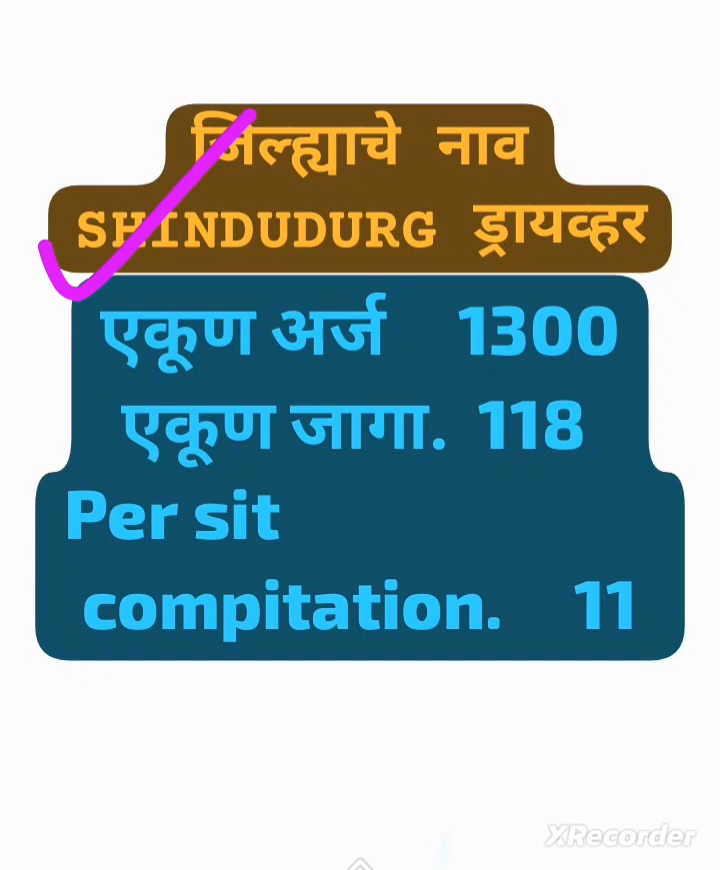 जिल्ह्याचे नाव
SHINDUDURG ड्रायव्हर
एकूण अर्ज 1300
एकूण जागा. 118
Per sit
compitation. 11
XRecorder